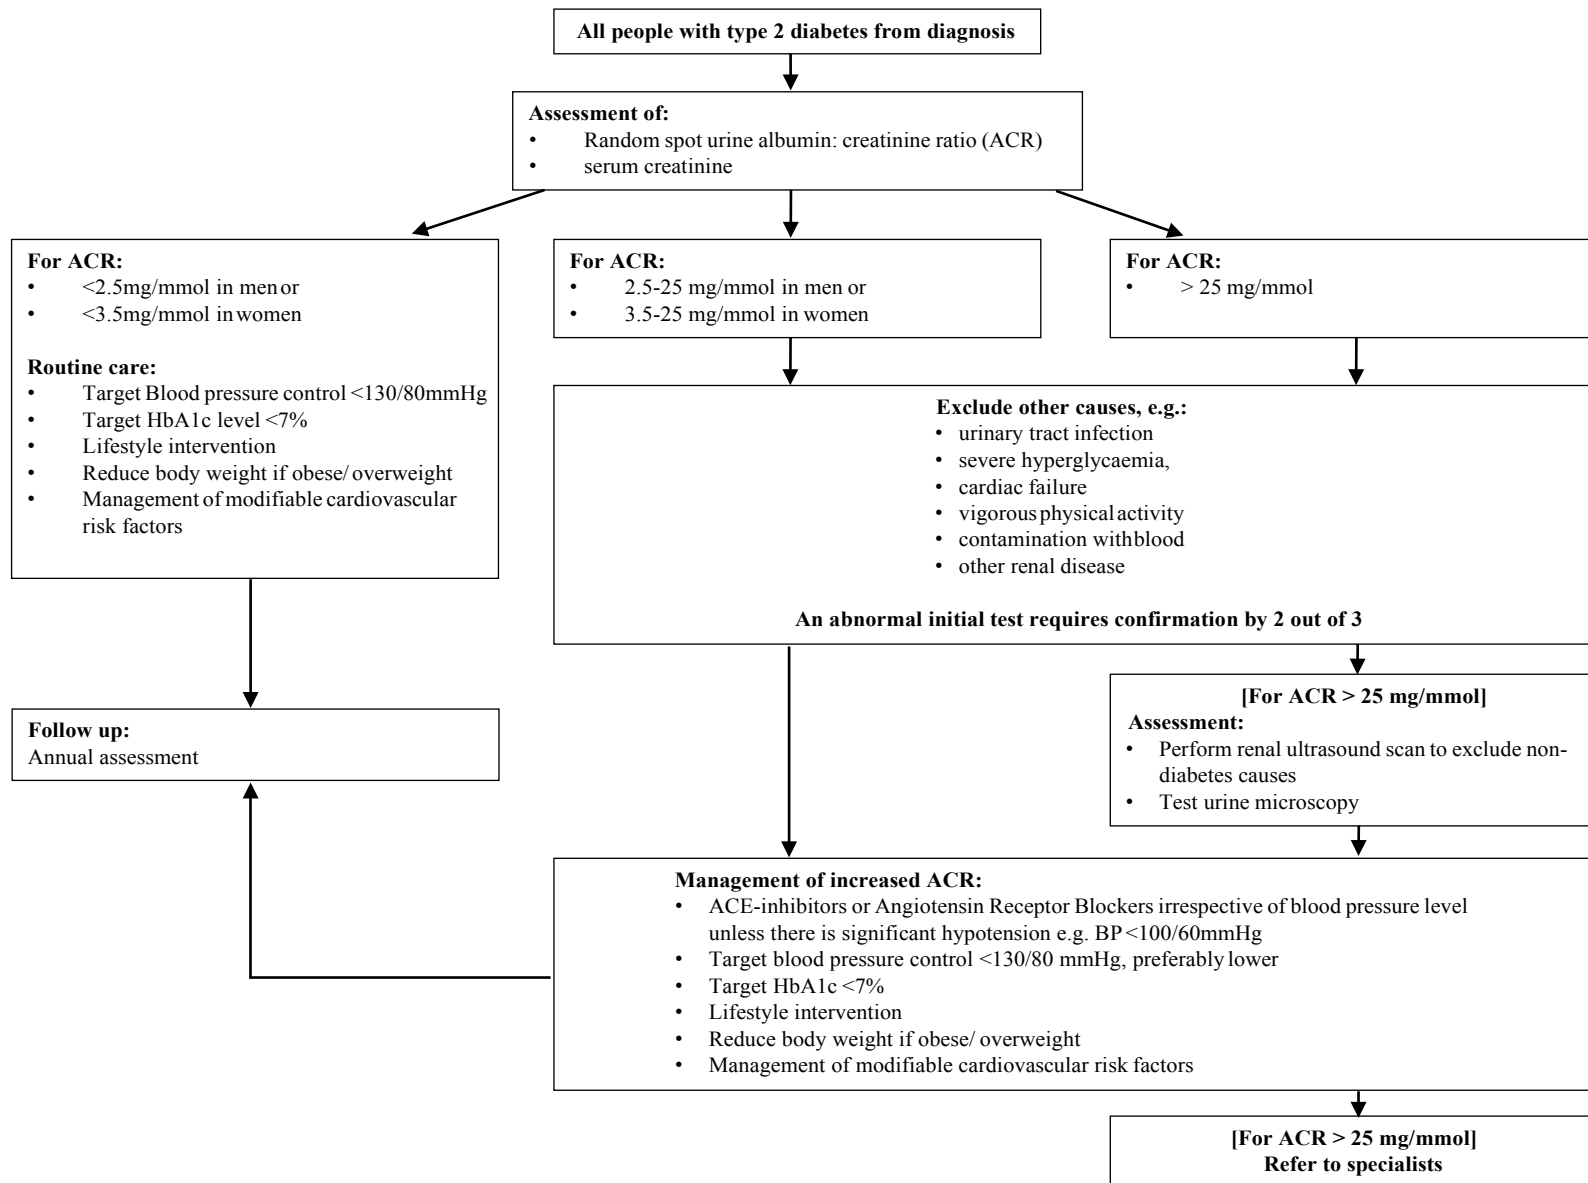 All people with type 2 diabetes from diagnosis
Assessment of:
• Random spot urine albumin: creatinine ratio (ACR)
• serum creatinine
For ACR:
• <2.5mg/mmol in men or
• <3.5mg/mmol in women
Routine care:
• Target Blood pressure control <130/80mmHg
• Target HbA1c level <7%
• Lifestyle intervention
• Reduce body weight if obese/ overweight
• Management of modifiable cardiovascular
risk factors
For ACR:
• 2.5-25 mg/mmol in men or
• 3.5-25 mg/mmol in women
For ACR:
• > 25 mg/mmol
Exclude other causes, e.g.:
• urinary tract infection
• severe hyperglycaemia,
• cardiac failure
• vigorous physical activity
• contamination with blood
• other renal disease
An abnormal initial test requires confirmation by 2 out of 3
Follow up:
Annual assessment
[For ACR > 25 mg/mmol]
Assessment:
• Perform renal ultrasound scan to exclude non-
diabetes causes
• Test urine microscopy
Management of increased ACR:
• ACE-inhibitors or Angiotensin Receptor Blockers irrespective of blood pressure level
unless there is significant hypotension e.g. BP <100/60mmHg
• Target blood pressure control <130/80 mmHg, preferably lower
• Target HbA1c <7%
• Lifestyle intervention
• Reduce body weight if obese/ overweight
• Management of modifiable cardiovascular risk factors
[For ACR > 25 mg/mmol]
Refer to specialists